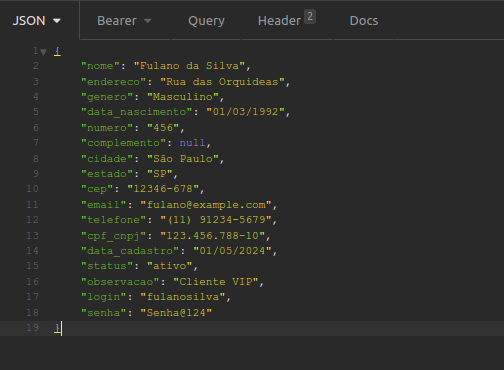 JSON Bearer Query Header 2 Docs
1 {
2 "nome": "Fulano da Silva",
3 "endereco": "Rua das Orquideas",
4 "genero": "Masculino",
5 "data_nascimento": "01/03/1992",
6 "numero": "456",
7 "complemento": null,
8 "cidade": "São Paulo",
9 "estado": "SP",
10 "cep": "12346-678",
11 "email": "fulano@example.com",
12 "telefone": "(11) 91234-5679",
13 "cpf_cnpj": "123.456.788-10",
14 "data_cadastro": "01/05/2024",
15 "status": "ativo",
16 "observacao": "Cliente VIP",
17 "login": "fulanosilva",
18 "senha": "Senha@124"
19 }